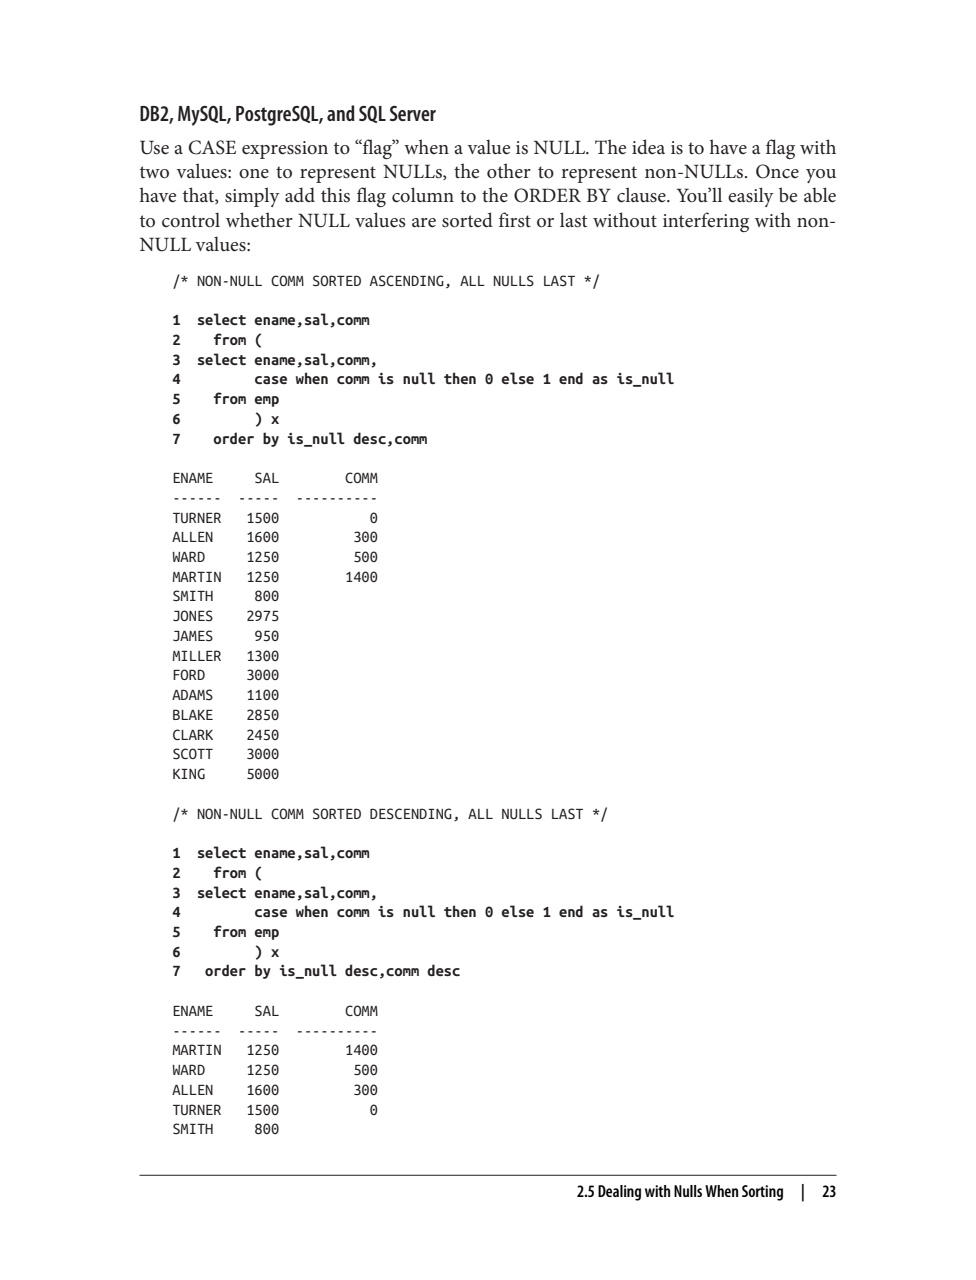 DB2, MySQL, PostgreSQL, and SQL Server
Use a CASE expression to “flag” when a value is NULL. The idea is to have a flag with
two values: one to represent NULLs, the other to represent non-NULLs. Once you
have that, simply add this flag column to the ORDER BY clause. You’ll easily be able
to control whether NULL values are sorted first or last without interfering with non-
NULL values:
/* NON-NULL COMM SORTED ASCENDING, ALL NULLS LAST */
1  select ename,sal,comm
2    from (
3  select ename,sal,comm,
4         case when comm is null then 0 else 1 end as is_null
5    from emp
6         ) x
7    order by is_null desc,comm
ENAME     SAL        COMM
------  -----  ----------
TURNER   1500           0
ALLEN    1600         300
WARD     1250         500
MARTIN   1250        1400
SMITH     800
JONES    2975
JAMES     950
MILLER   1300
FORD     3000
ADAMS    1100
BLAKE    2850
CLARK    2450
SCOTT    3000
KING     5000
/* NON-NULL COMM SORTED DESCENDING, ALL NULLS LAST */
1  select ename,sal,comm
2    from (
3  select ename,sal,comm,
4         case when comm is null then 0 else 1 end as is_null
5    from emp
6         ) x
7   order by is_null desc,comm desc
ENAME     SAL        COMM
------  -----  ----------
MARTIN   1250        1400
WARD     1250         500
ALLEN    1600         300
TURNER   1500           0
SMITH     800
2.5 Dealing with Nulls When Sorting | 23